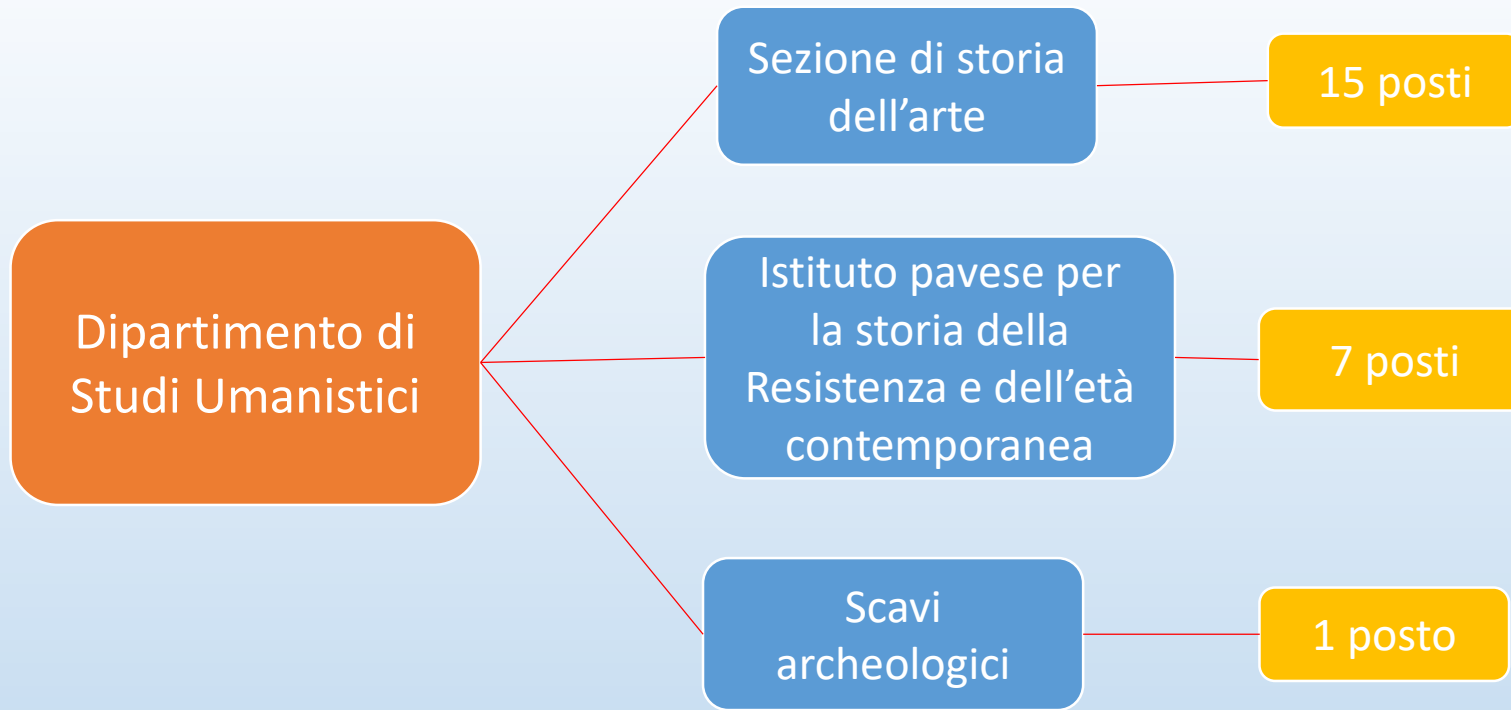 Sezione di storia
dell’arte
15 posti
Dipartimento di
Studi Umanistici
Istituto pavese per
la storia della
Resistenza e dell’età
contemporanea
7 posti
Scavi
archeologici
1 posto